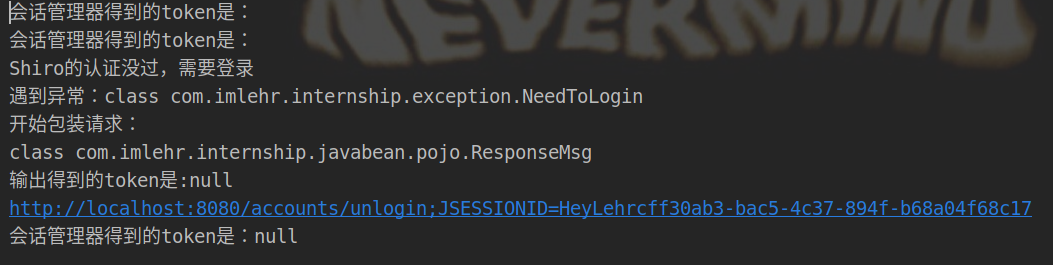 NEVERMIND
会话管理器得到的token是：
会话管理器得到的token是：
Shiro的认证没过，需要登录
遇到异常：class com.imlehr.internship.exception.NeedToLogin
开始包装请求：
class com.imlehr.internship.javabean.pojo.ResponseMsg
输出得到的token是:null
http://localhost:8080/accounts/unlogin;JSESSIONID=HeyLehrcff30ab3-bac5-4c37-894f-b68a04f68c17
会话管理器得到的token是：null